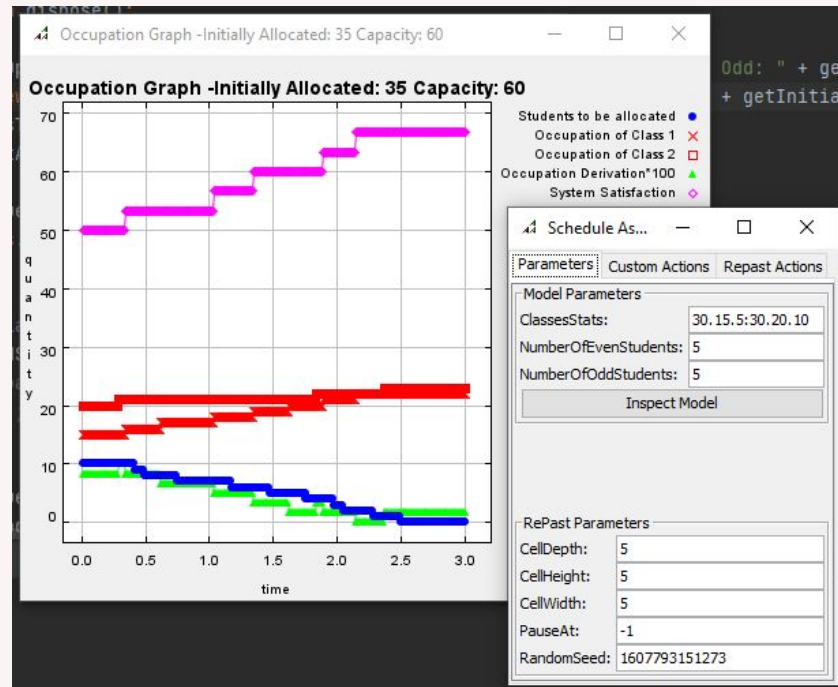 dispose();
Occupation Graph -Initially Allocated: 35 Capacity: 60
Odd: " + ge
+ getInitia
Occupation Graph -Initially Allocated: 35 Capacity: 60
Students to be allocated
Occupation of Class 1
Occupation of Class 2
Occupation Derivation*100
System Satisfaction
70
60
50
40
30
20
10
0
quantity
0.0 0.5 1.0 1.5 2.0 2.5 3.0
time
Schedule As...
Parameters Custom Actions Repast Actions
Model Parameters
ClassesStats: 30.15.5:30.20.10
NumberOfEvenStudents: 5
NumberOfOddStudents: 5
Inspect Model
RePast Parameters
CellDepth: 5
CellHeight: 5
CellWidth: 5
PauseAt: -1
RandomSeed: 1607793151273